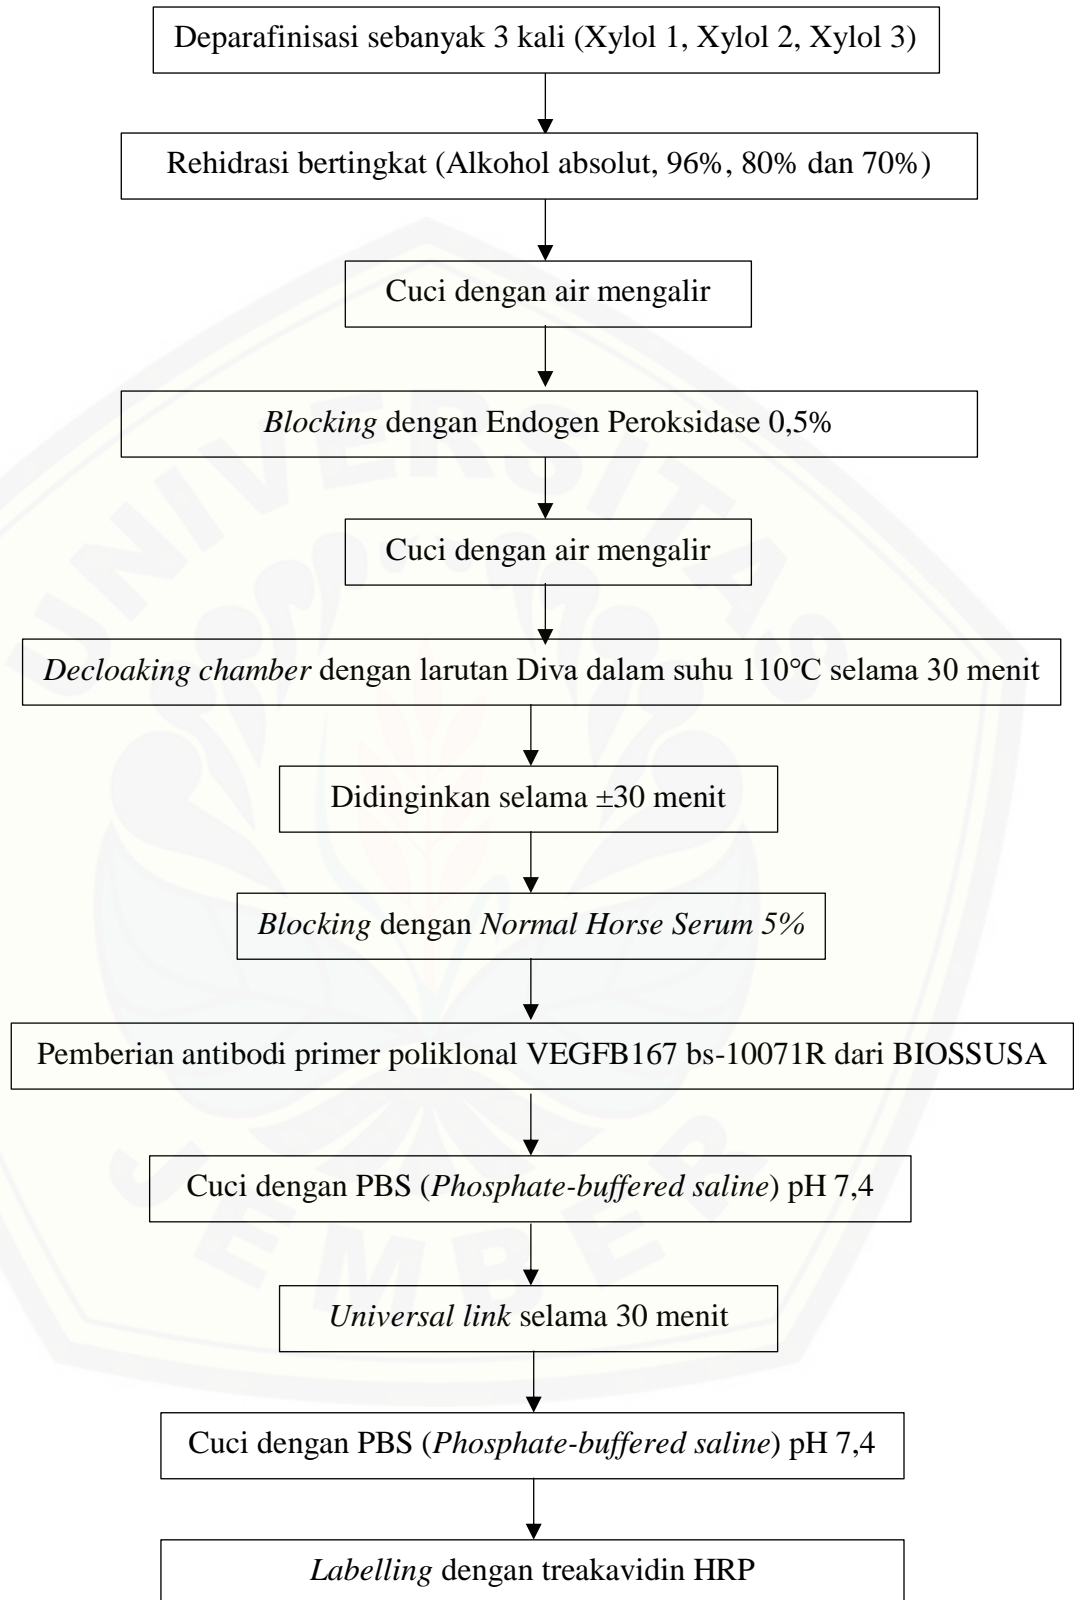 Deparafinisasi sebanyak 3 kali (Xylol 1, Xylol 2, Xylol 3)
Rehidrasi bertingkat (Alkohol absolut, 96%, 80% dan 70%)
Cuci dengan air mengalir
Blocking dengan Endogen Peroksidase 0,5%
Cuci dengan air mengalir
Decloaking chamber dengan larutan Diva dalam suhu 110°C selama 30 menit
Didinginkan selama ±30 menit
Blocking dengan Normal Horse Serum 5%
Pemberian antibodi primer poliklonal VEGFB167 bs-10071R dari BIOSSUSA
Cuci dengan PBS (Phosphate-buffered saline) pH 7,4
Universal link selama 30 menit
Cuci dengan PBS (Phosphate-buffered saline) pH 7,4
Labelling dengan treakavidin HRP
UNIVERSITAS
JEMBER